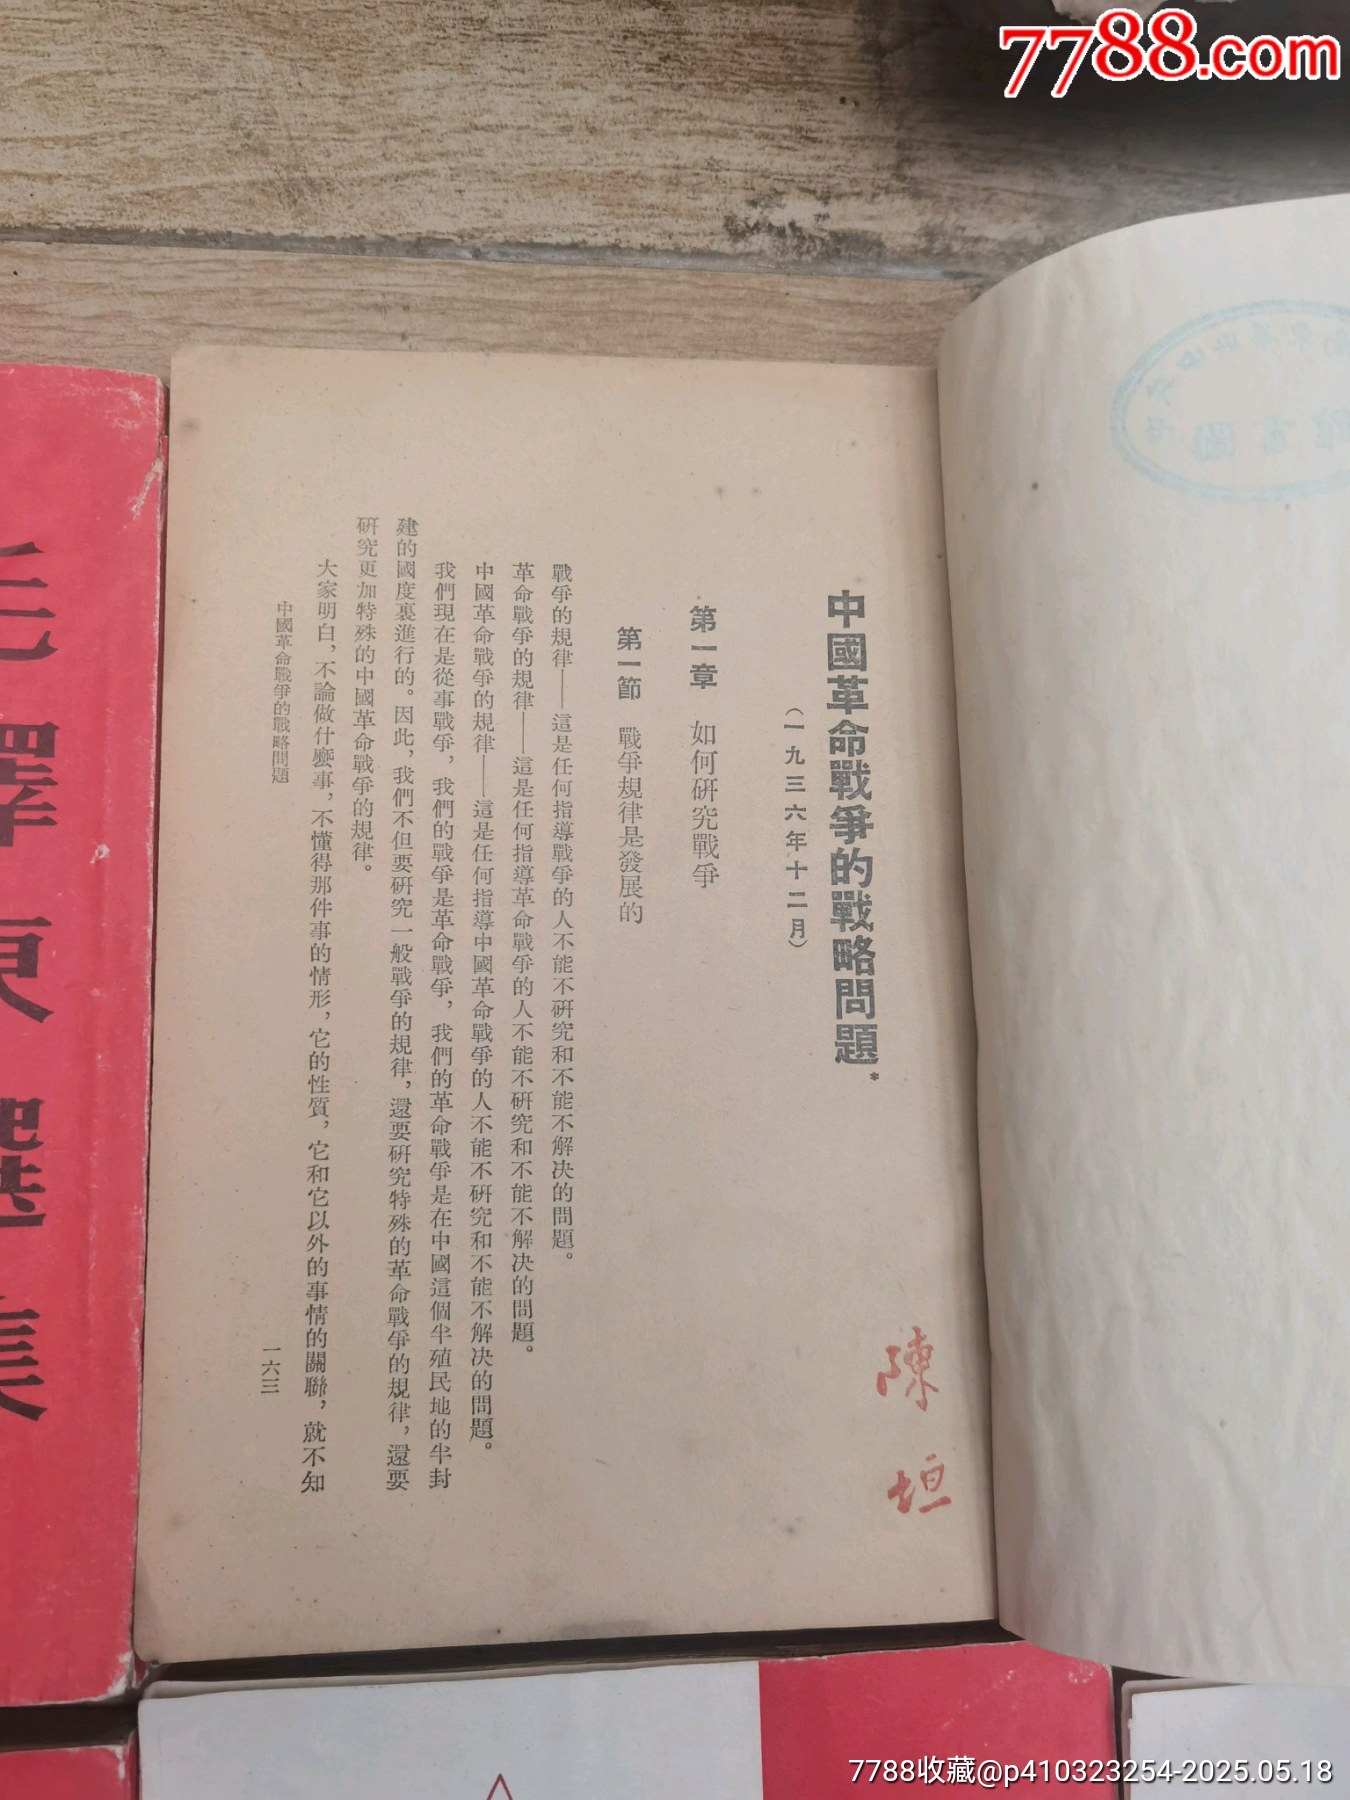 7788.com
中國革命戰爭的戰略問題*
(一九三六年十二月)
第一章 如何研究戰爭
第一節 戰爭規律是發展的
戰爭的規律——這是任何指導戰爭的人不能不研究和不能不解决的問題。
革命戰爭的規律——這是任何指導革命戰爭的人不能不研究和不能不解决的問題。
中國革命戰爭的規律——這是任何指導中國革命戰爭的人不能不研究和不能不解决的問題。
我們現在是從事戰爭，我們的戰爭是革命戰爭，我們的革命戰爭是在中國這個半殖民地的半封
建的國度裏進行的。因此，我們不但要研究一般戰爭的規律，還要研究特殊的革命戰爭的規律，還要
研究更加特殊的中國革命戰爭的規律。
大家明白，不論做什麽事，不懂得那件事的情形，它的性質，它和它以外的事情的關聯，就不知
中國革命戰爭的戰略問題
一六三
陳垣
毛澤東選集
7788收藏@p410323254-2025.05.18